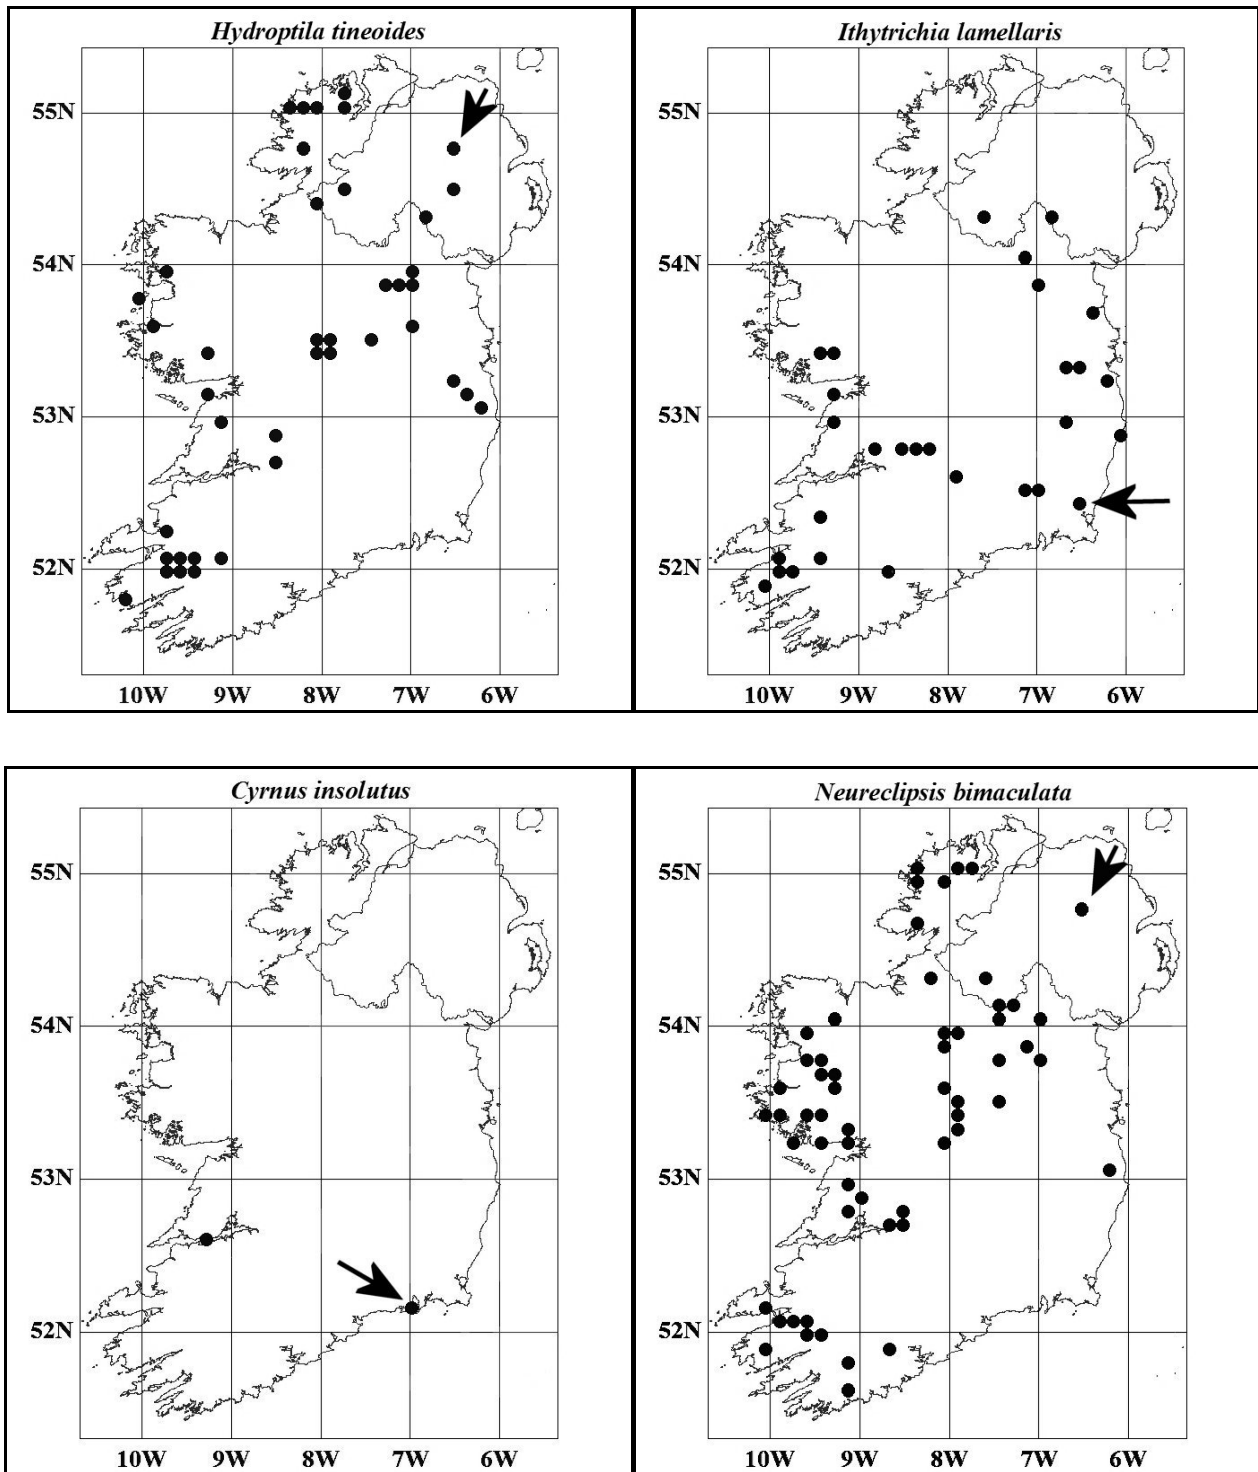 Hydroptila tineoides
55N
54N
53N
52N
10W 9W 8W 7W 6W
Ithytrichia lamellaris
55N
54N
53N
52N
10W 9W 8W 7W 6W
Cyrnus insolutus
55N
54N
53N
52N
10W 9W 8W 7W 6W
Neureclipsis bimaculata
55N
54N
53N
52N
10W 9W 8W 7W 6W